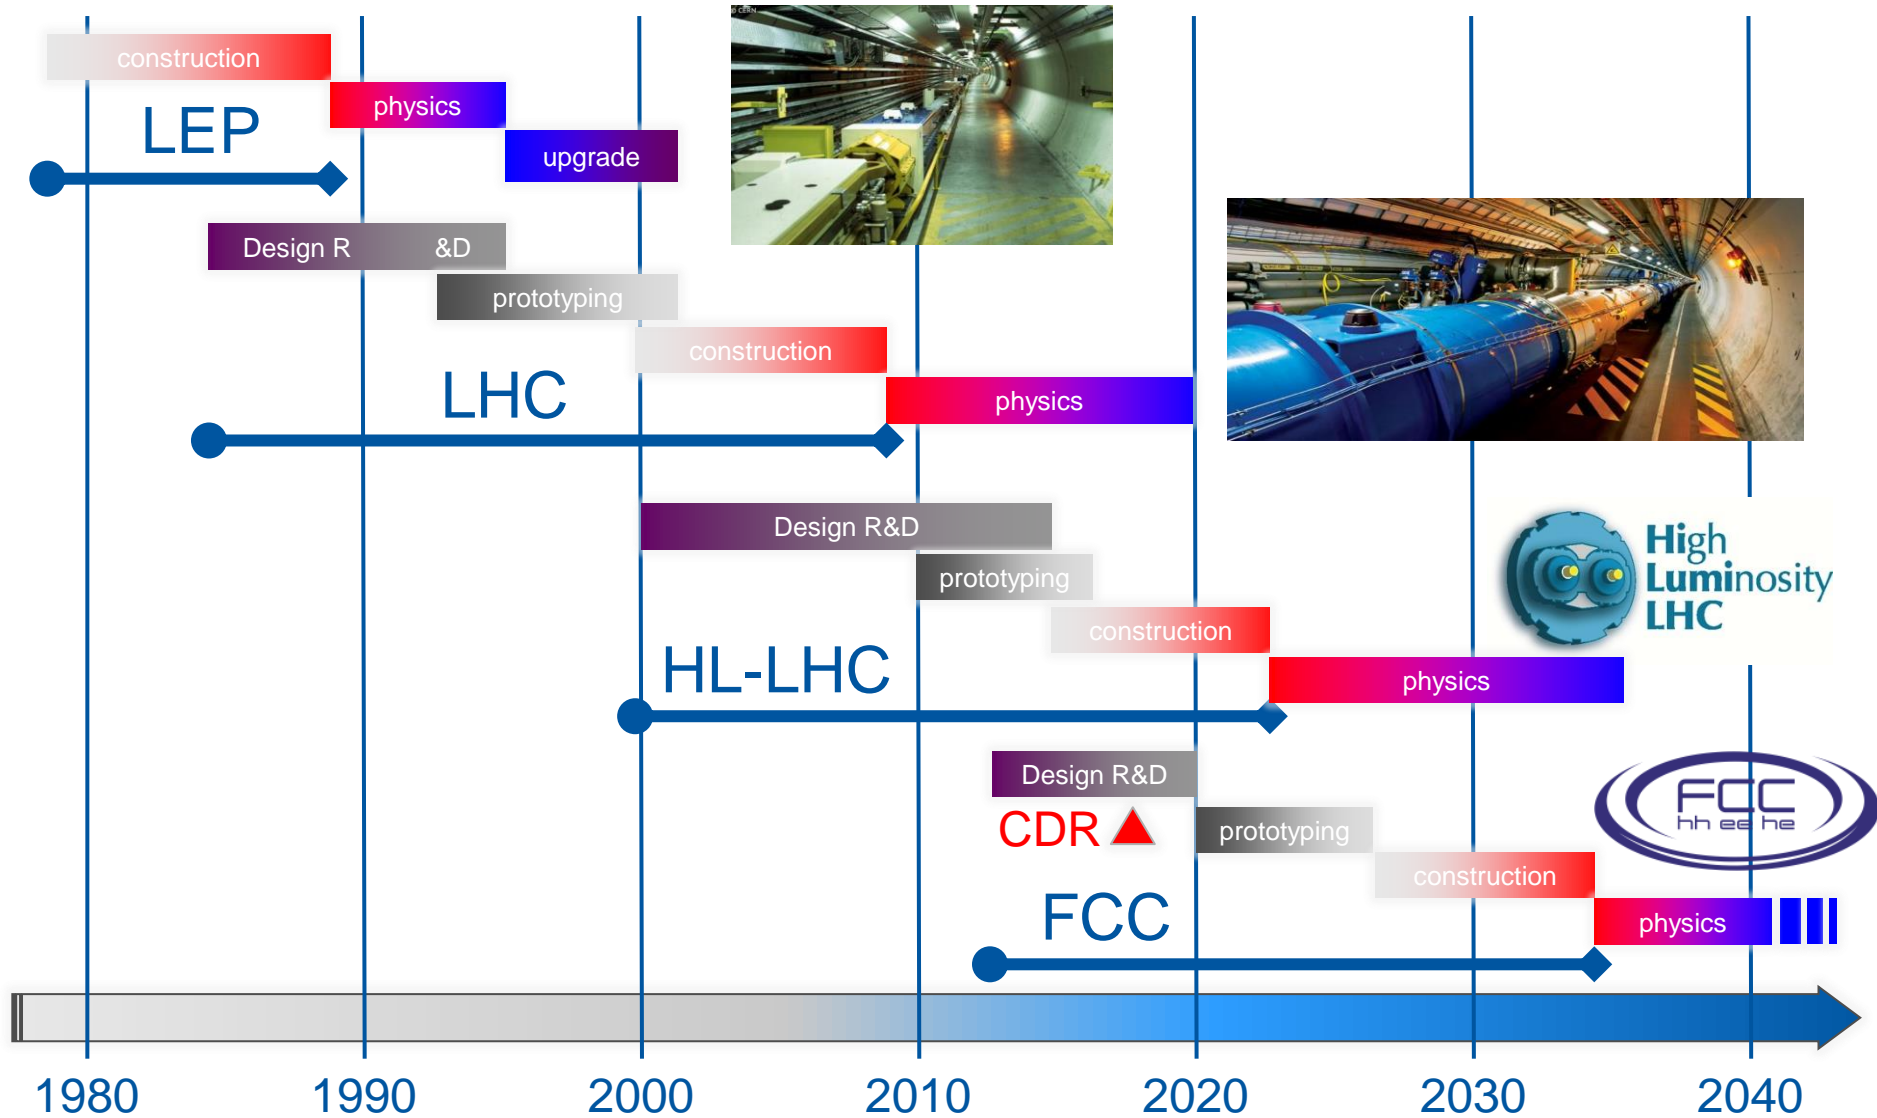 © CERN
construction
physics
LEP
upgrade
Design R &D
prototyping
construction
LHC
physics
Design R&D
High
Luminosity
LHC
prototyping
construction
HL-LHC
physics
Design R&D
FCC
hh ee he
CDR
prototyping
construction
FCC
physics
1980 1990 2000 2010 2020 2030 2040